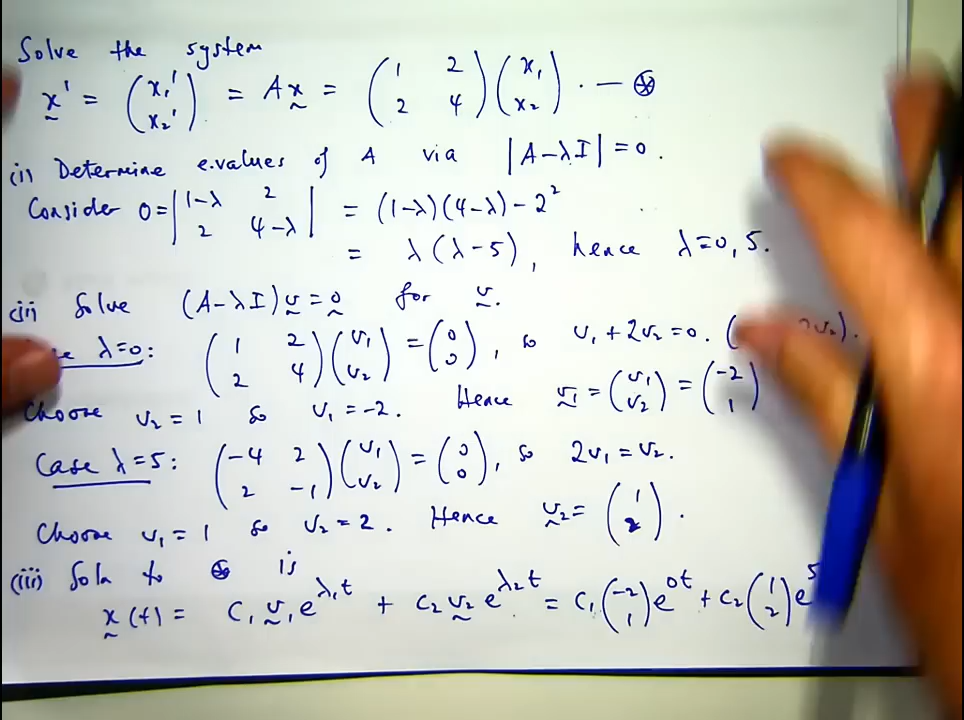 Solve the system
x' = (x₁' x₂') = Ax = (1 2 2 4)(x₁ x₂). — ⊛
(i) Determine e.values of A via |A-λI| = 0.
Consider 0 = |1-λ 2 2 4-λ| = (1-λ)(4-λ) - 2²
= λ(λ-5), hence λ=0, 5.
(ii) Solve (A-λI)v = 0 for v.
λ=0: (1 2 2 4)(v₁ v₂) = (0 0), so v₁ + 2v₂ = 0. (
Choose v₂ = 1 so v₁ = -2. Hence v₁ = (v₁ v₂) = (-2 1)
Case λ=5: (-4 2 2 -1)(v₁ v₂) = (0 0), so 2v₁ = v₂.
Choose v₁ = 1 so v₂ = 2. Hence v₂ = (1 2).
(iii) Soln to ⊛ is
x(t) = c₁v₁e^λ₁t + c₂v₂e^λ₂t = c₁(-2 1)e^0t + c₂(1 2)e^5